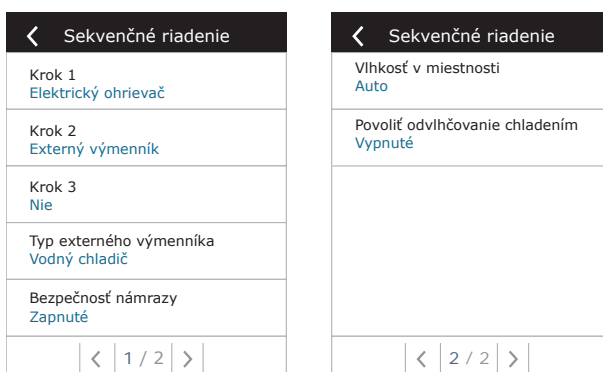 Sekvenčné riadenie
Krok 1
Elektrický ohrievač
Krok 2
Externý výmenník
Krok 3
Nie
Typ externého výmenníka
Vodný chladič
Bezpečnosť námrazy
Zapnuté
1 / 2
Sekvenčné riadenie
Vlhkosť v miestnosti
Auto
Povoliť odvlhčovanie chladením
Vypnuté
2 / 2